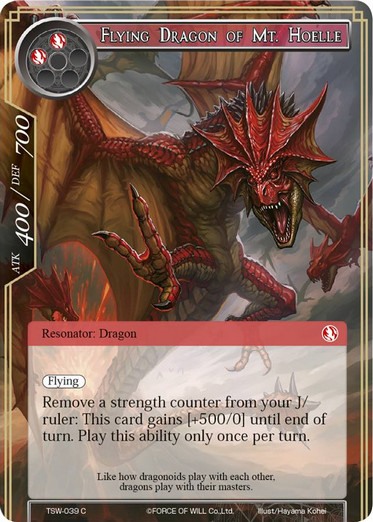 Flying Dragon of Mt. Hoelle
ATK 400 / DEF 700
Resonator: Dragon
Flying
Remove a strength counter from your J/
ruler: This card gains [+500/0] until end of
turn. Play this ability only once per turn.
Like how dragonoids play with each other,
dragons play with their masters.
TSW-039 C ©FORCE OF WILL Co.,Ltd. Illust/Hayama Kohei